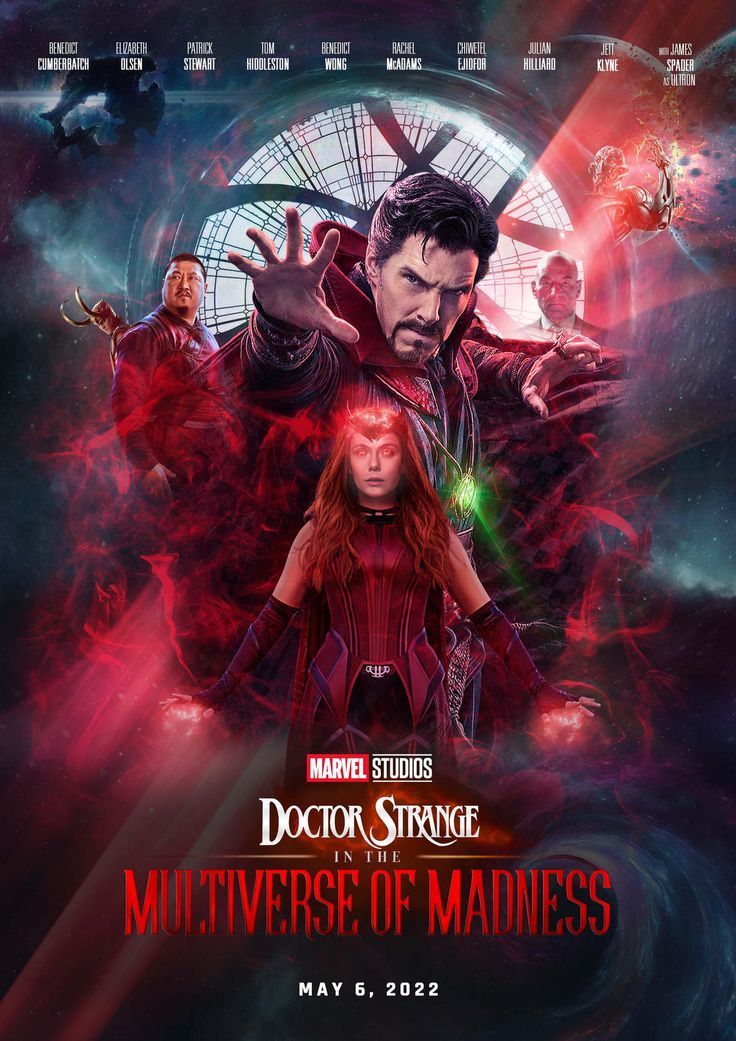 BENEDICT CUMBERBATCH
ELIZABETH OLSEN
PATRICK STEWART
TOM HIDDLESTON
BENEDICT WONG
RACHEL McADAMS
CHIWETEL EJIOFOR
JULIAN HILLIARD
JETT KLYNE
WITH JAMES SPADER AS ULTRON
MARVEL STUDIOS
DOCTOR STRANGE
IN THE
MULTIVERSE OF MADNESS
MAY 6, 2022